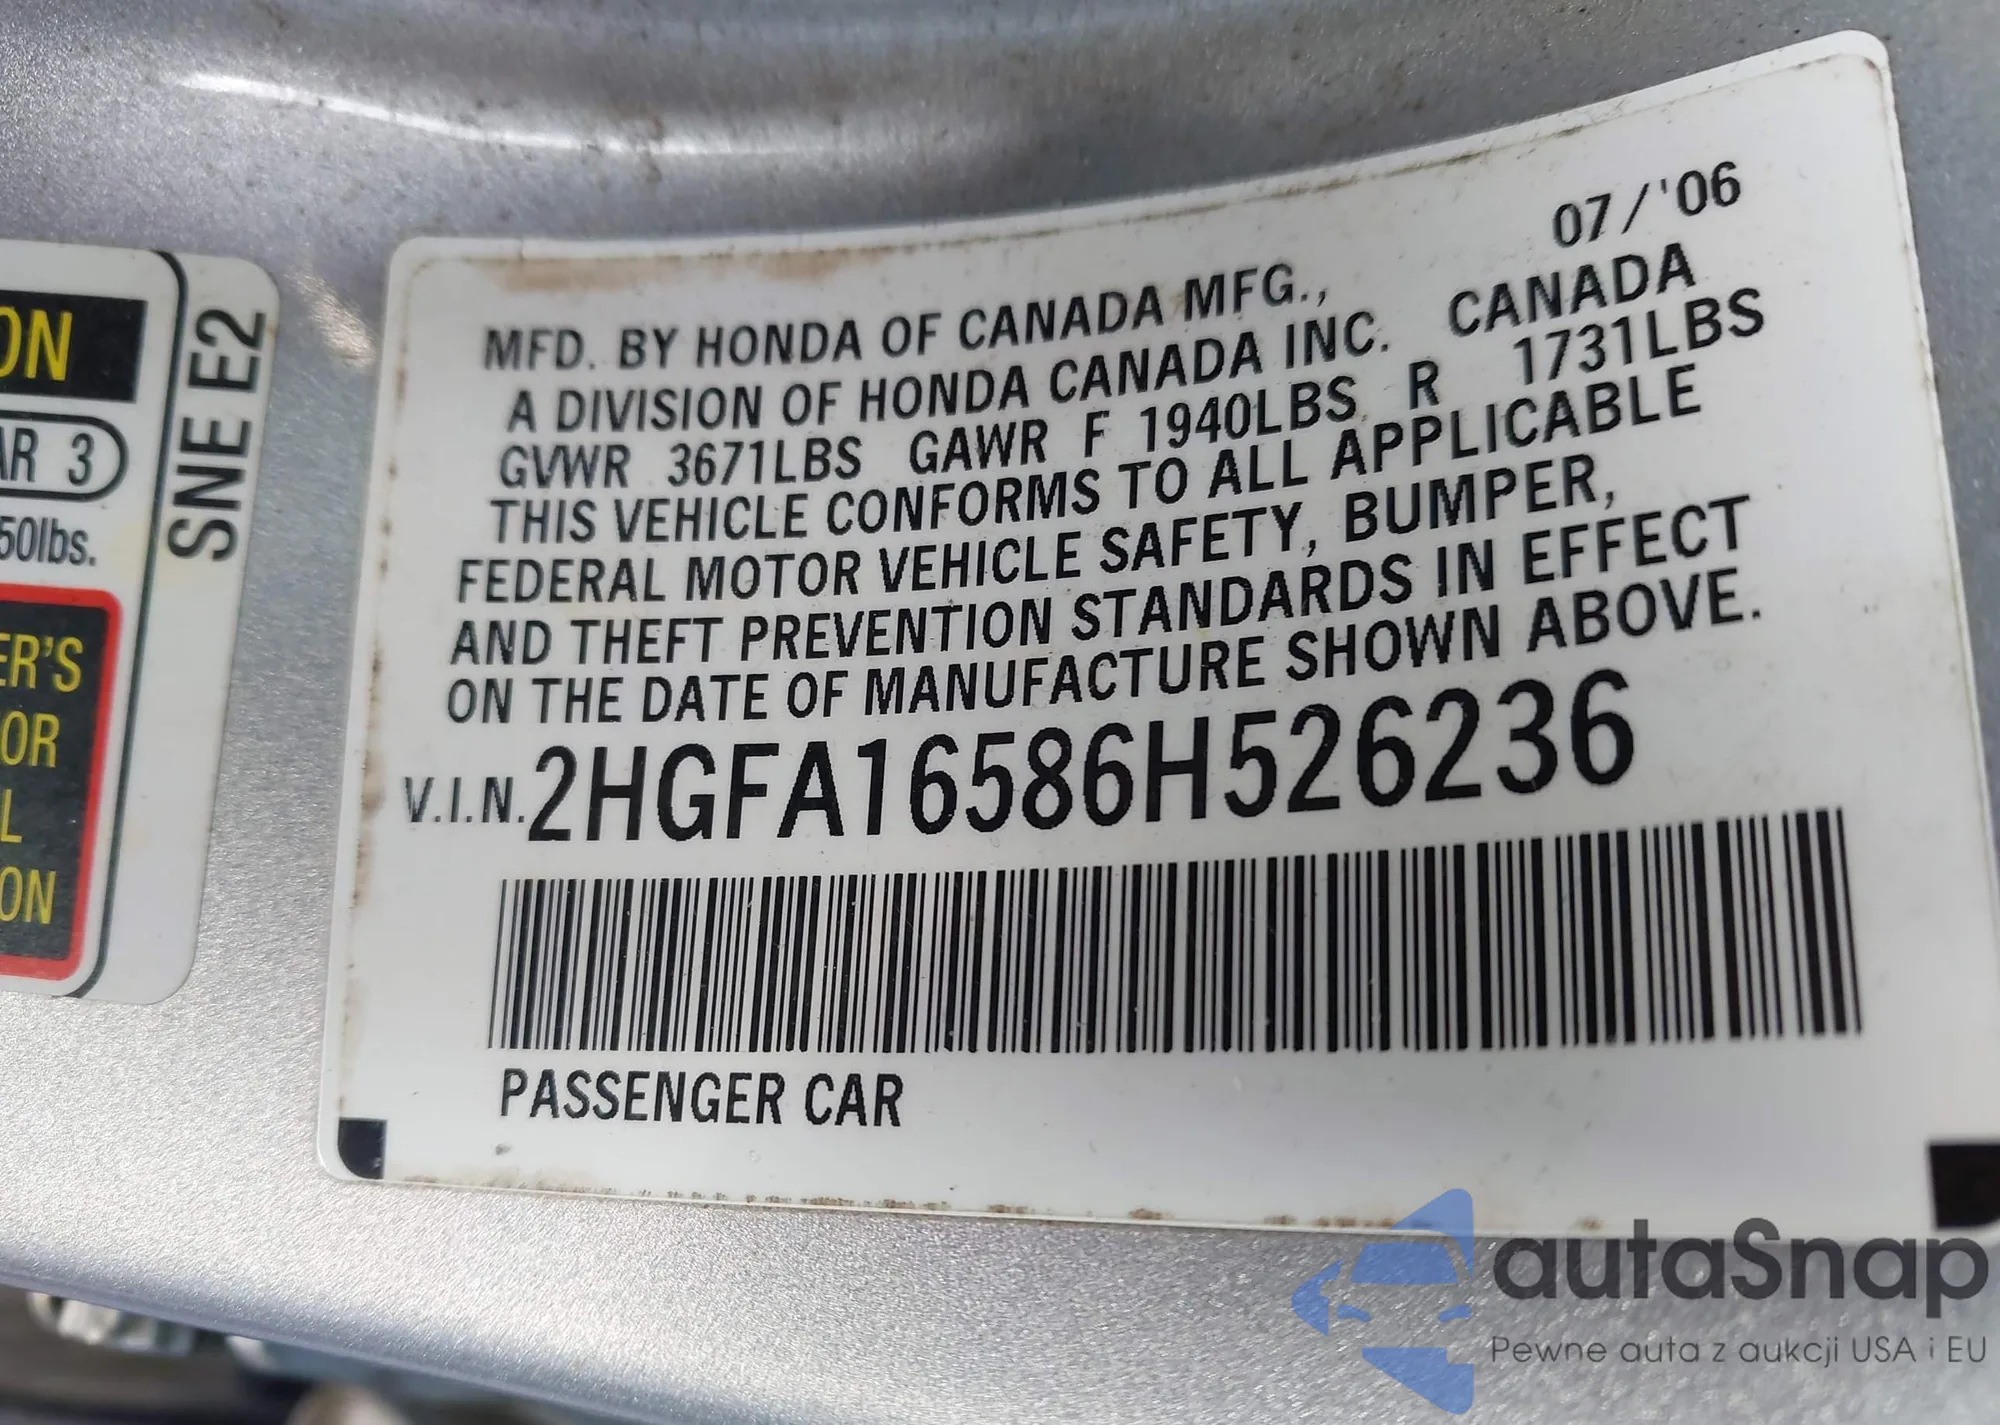 07/'06
MFD. BY HONDA OF CANADA MFG.,
A DIVISION OF HONDA CANADA INC. CANADA
GVWR 3671LBS GAWR F 1940LBS R 1731LBS
THIS VEHICLE CONFORMS TO ALL APPLICABLE
FEDERAL MOTOR VEHICLE SAFETY, BUMPER,
AND THEFT PREVENTION STANDARDS IN EFFECT
ON THE DATE OF MANUFACTURE SHOWN ABOVE.
V.I.N. 2HGFA16586H526236
PASSENGER CAR
SNE E2
ON
AR 3
50lbs.
ER'S
OR
L
ON
autaSnap
Pewne auta z aukcji USA i EU